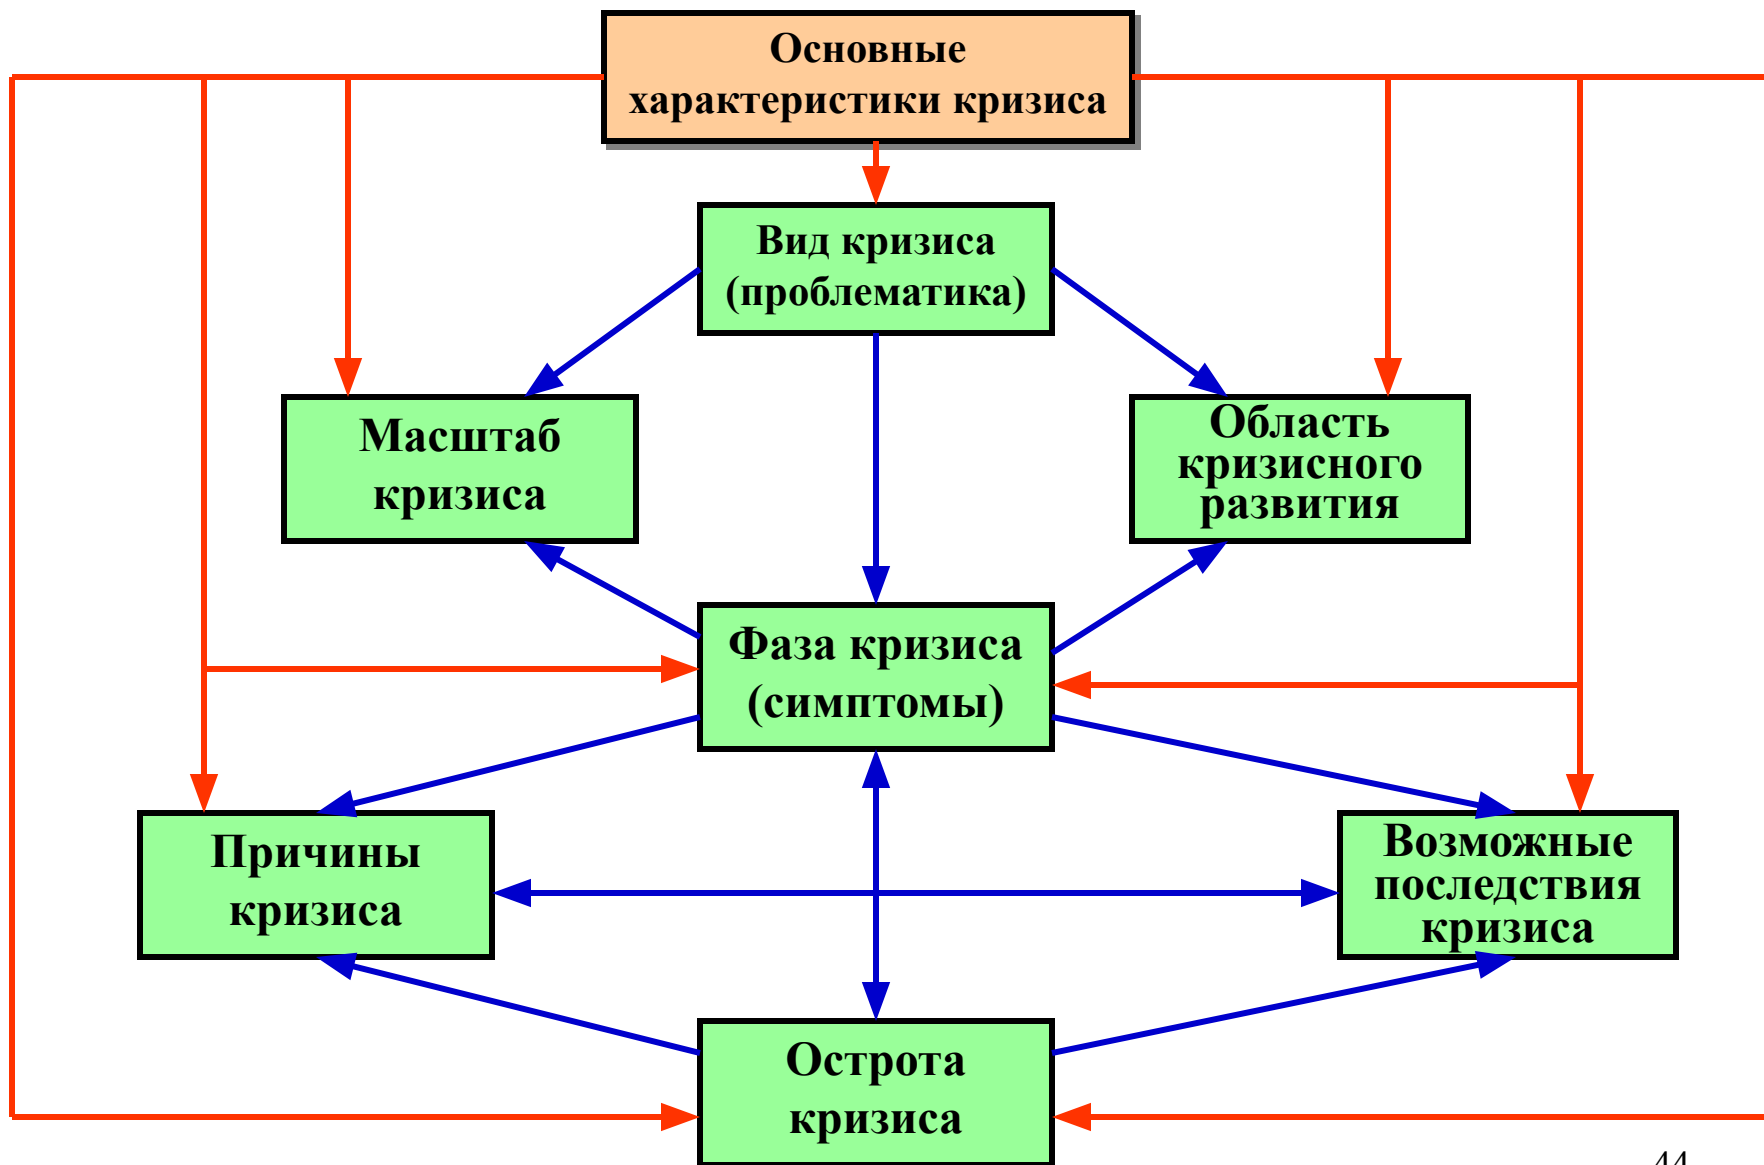 Основные
характеристики кризиса
Вид кризиса
(проблематика)
Масштаб
кризиса
Область
кризисного
развития
Фаза кризиса
(симптомы)
Причины
кризиса
Возможные
последствия
кризиса
Острота
кризиса
44